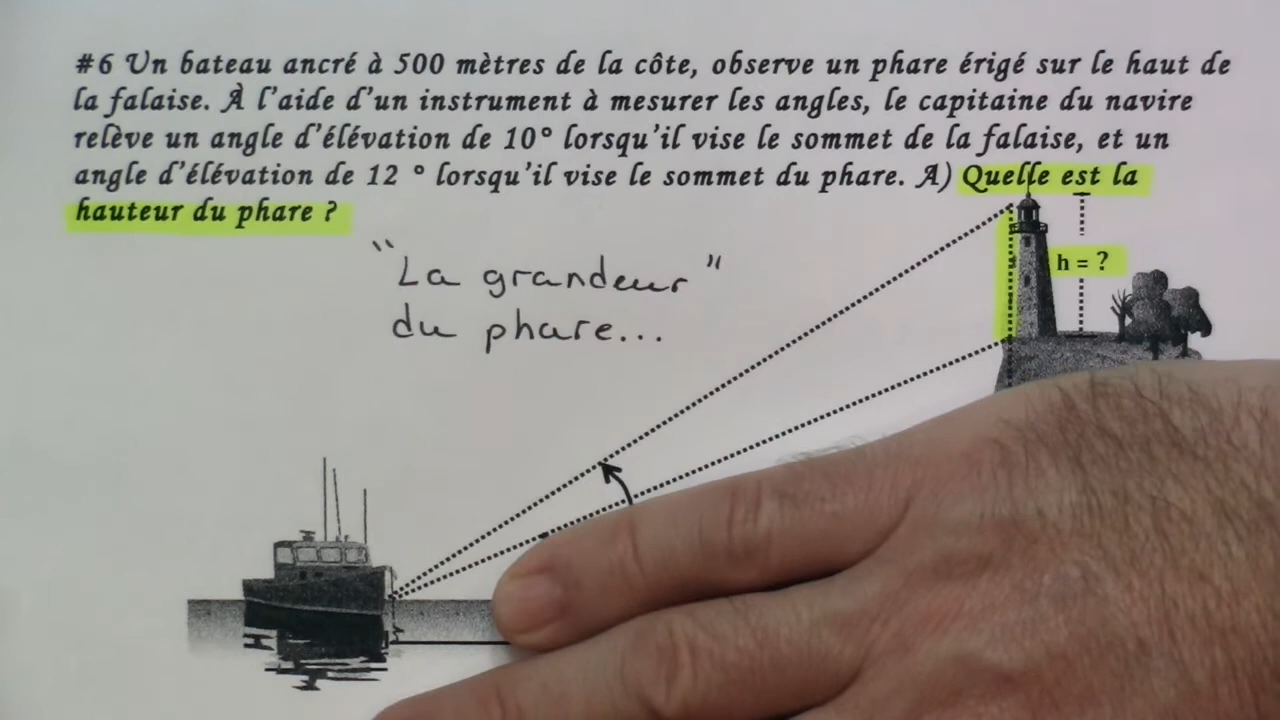 #6 Un bateau ancré à 500 mètres de la côte, observe un phare érigé sur le haut de
la falaise. À l'aide d'un instrument à mesurer les angles, le capitaine du navire
relève un angle d'élévation de 10° lorsqu'il vise le sommet de la falaise, et un
angle d'élévation de 12 ° lorsqu'il vise le sommet du phare. A) Quelle est la
hauteur du phare ?
"La grandeur"
du phare...
h = ?